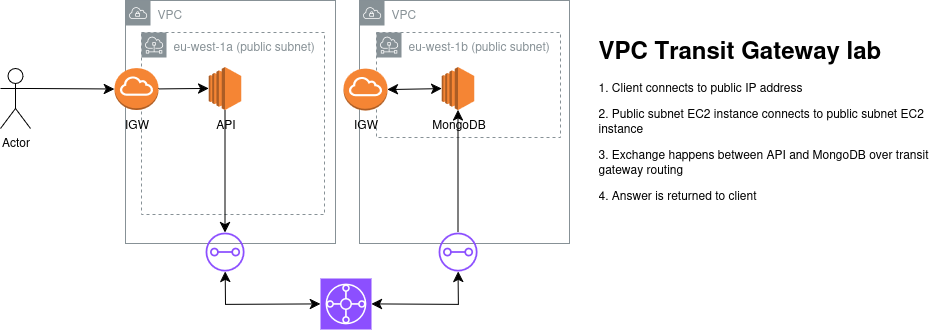 VPC
VPC
eu-west-1a (public subnet)
eu-west-1b (public subnet)
VPC Transit Gateway lab
1. Client connects to public IP address
2. Public subnet EC2 instance connects to public subnet EC2
instance
3. Exchange happens between API and MongoDB over transit
gateway routing
4. Answer is returned to client
IGW
API
IGW
MongoDB
Actor